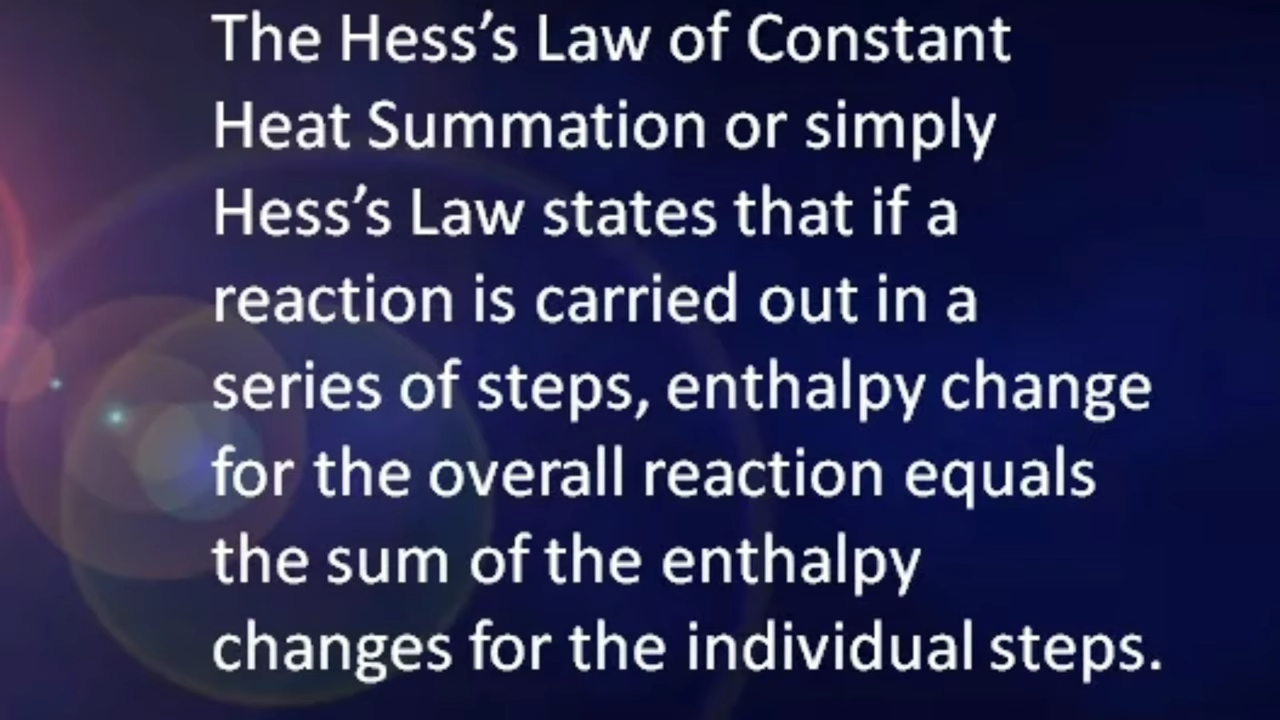 The Hess’s Law of Constant
Heat Summation or simply
Hess’s Law states that if a
reaction is carried out in a
series of steps, enthalpy change
for the overall reaction equals
the sum of the enthalpy
changes for the individual steps.